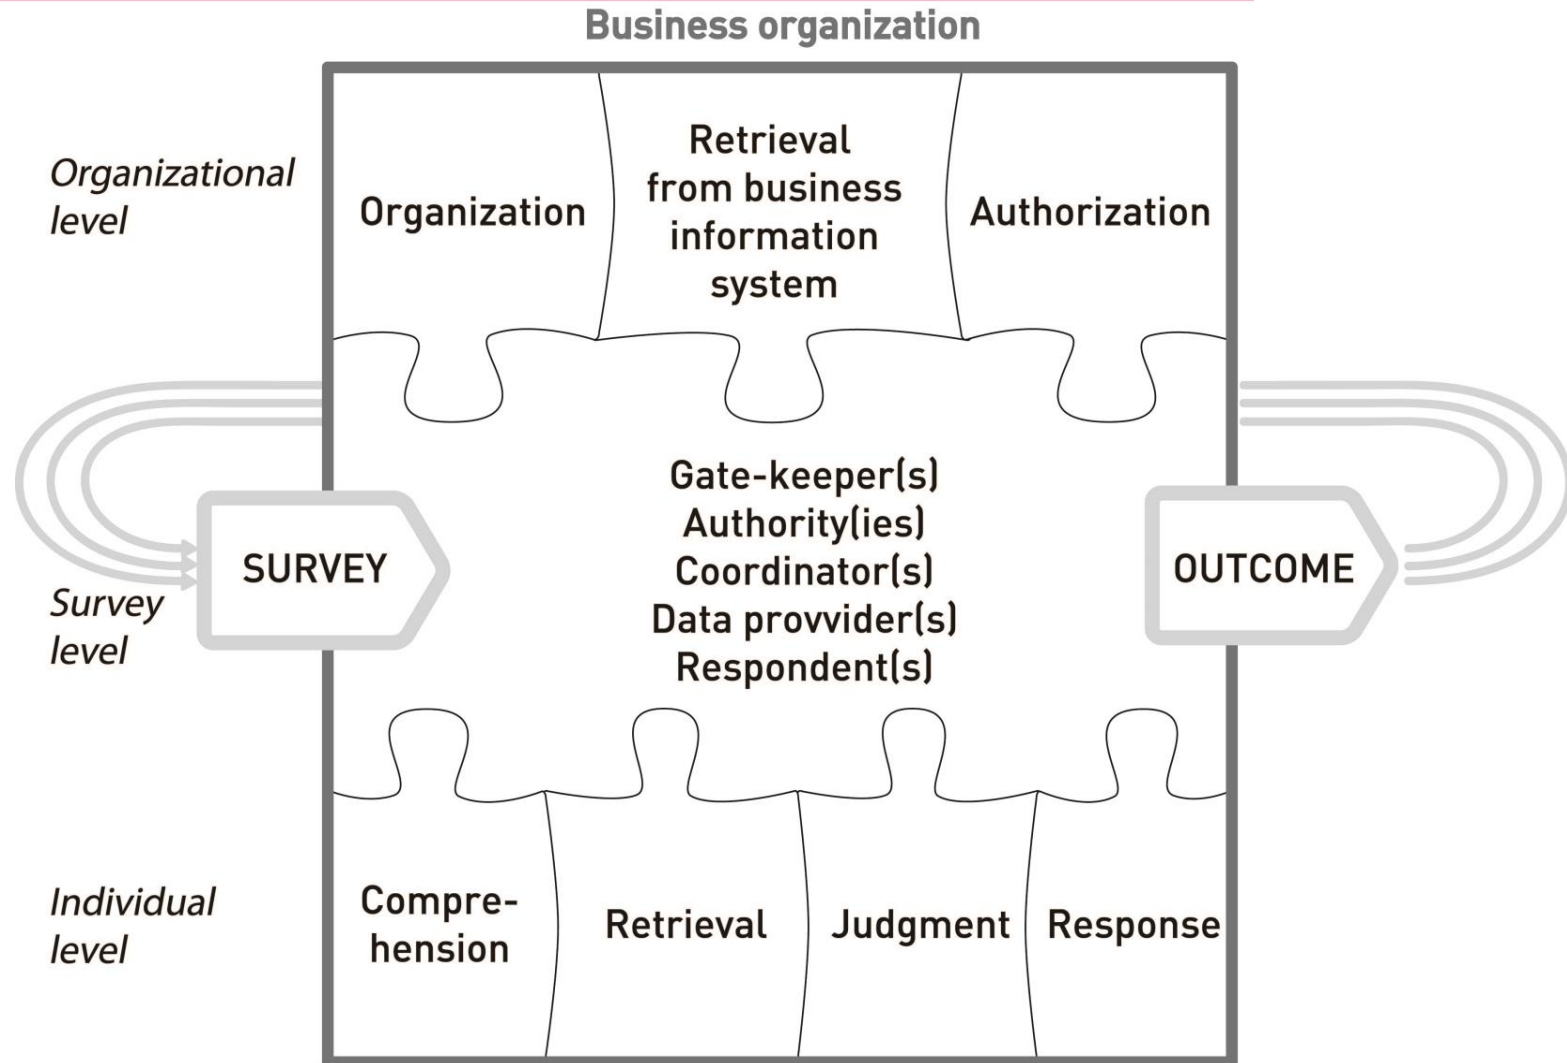 Business organization
Organizational
level
Organization
Retrieval
from business
information
system
Authorization
Survey
level
SURVEY
Gate-keeper(s)
Authority(ies)
Coordinator(s)
Data provvider(s)
Respondent(s)
OUTCOME
Individual
level
Compre-
hension
Retrieval
Judgment
Response